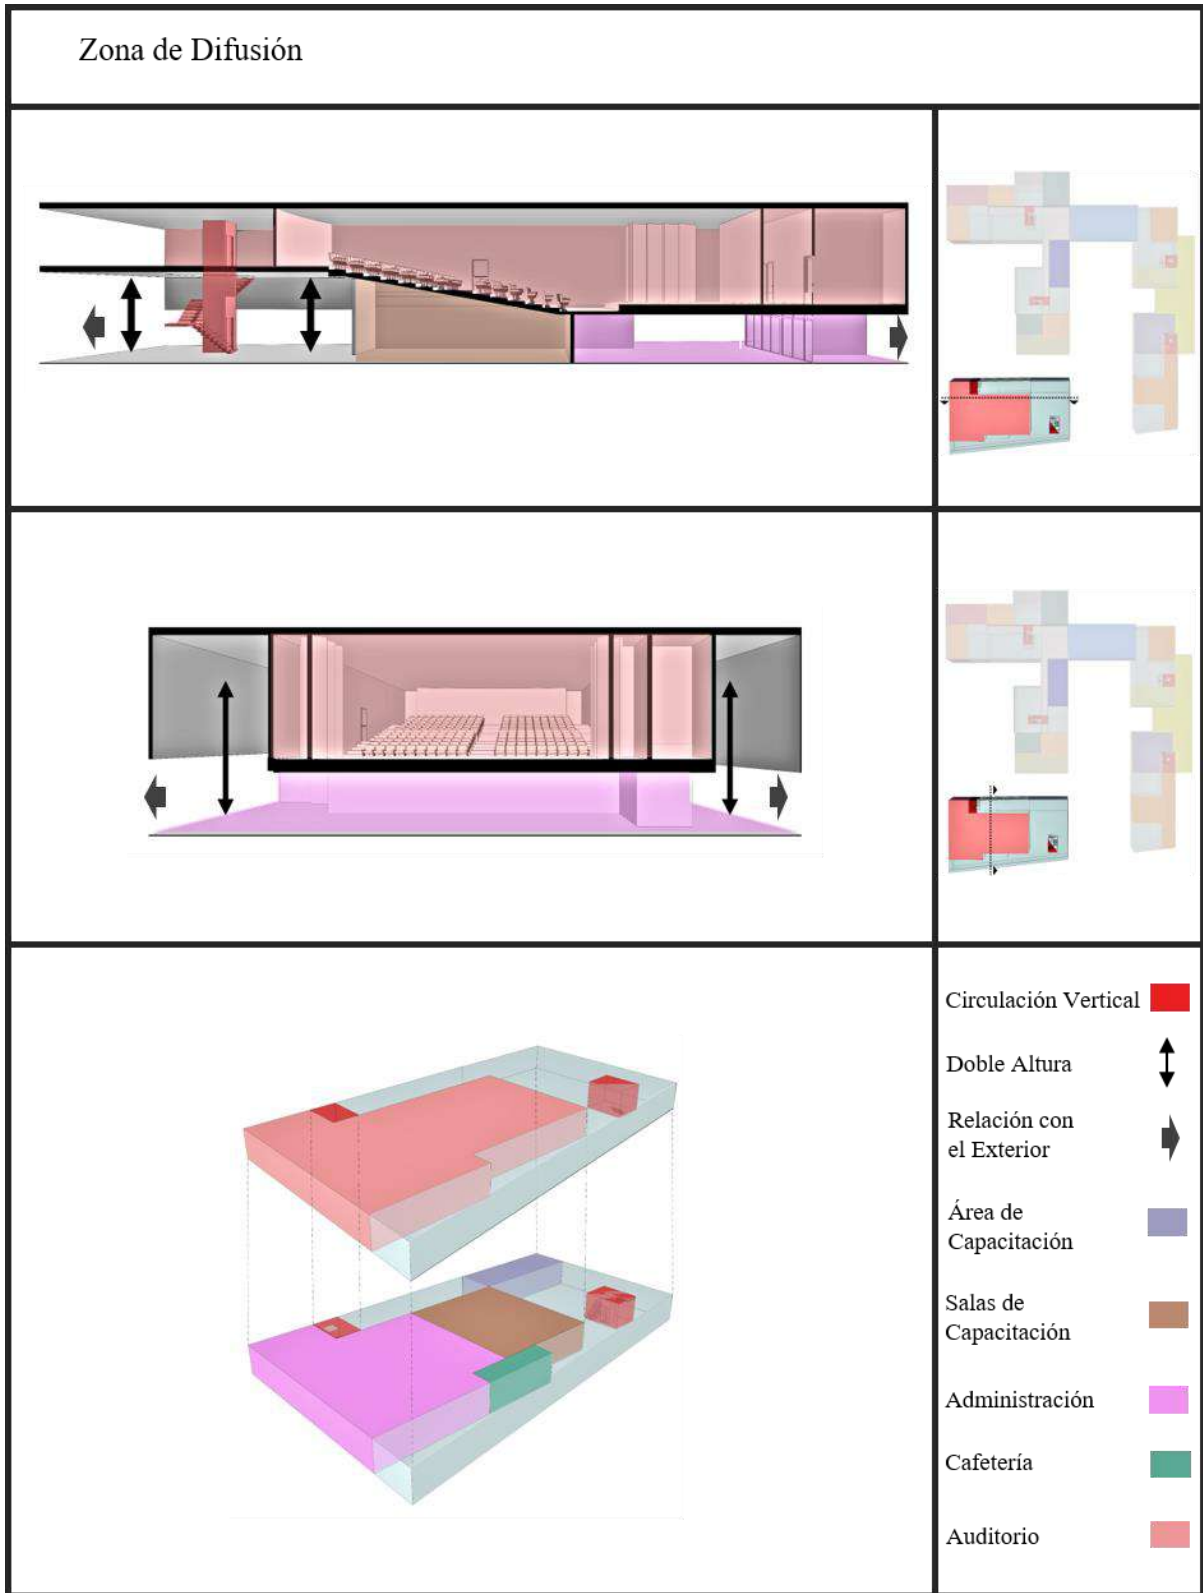 Zona de Difusión
Circulación Vertical
Doble Altura
Relación con
el Exterior
Área de
Capacitación
Salas de
Capacitación
Administración
Cafetería
Auditorio